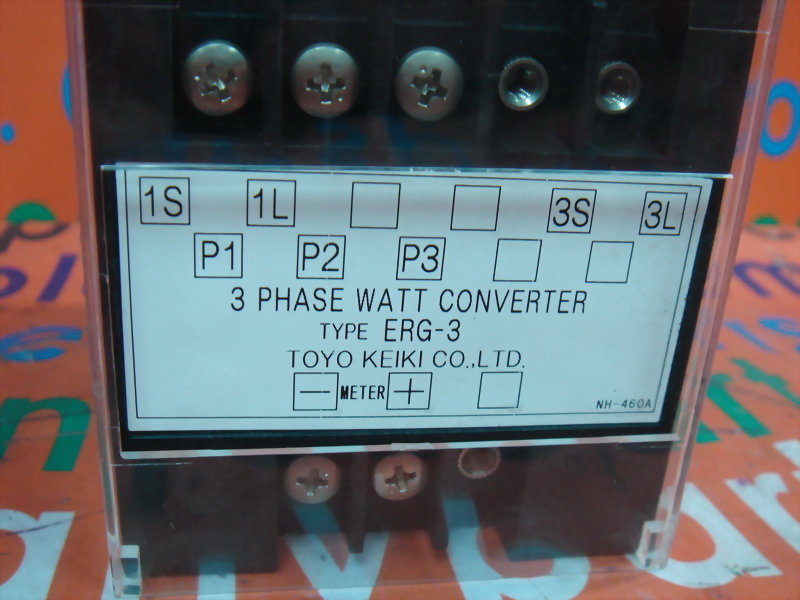 1S 1L 3S 3L
P1 P2 P3
3 PHASE WATT CONVERTER
TYPE ERG-3
TOYO KEIKI CO.,LTD.
— METER +
NH-460A